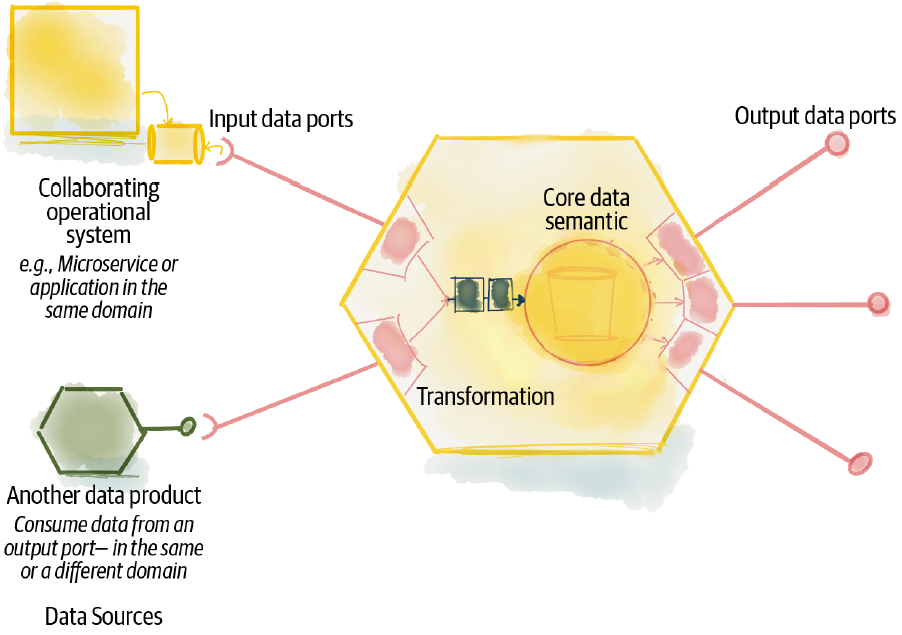 Input data ports
Output data ports
Collaborating
operational
system
e.g., Microservice or
application in the
same domain
Core data
semantic
Transformation
Another data product
Consume data from an
output port– in the same
or a different domain
Data Sources